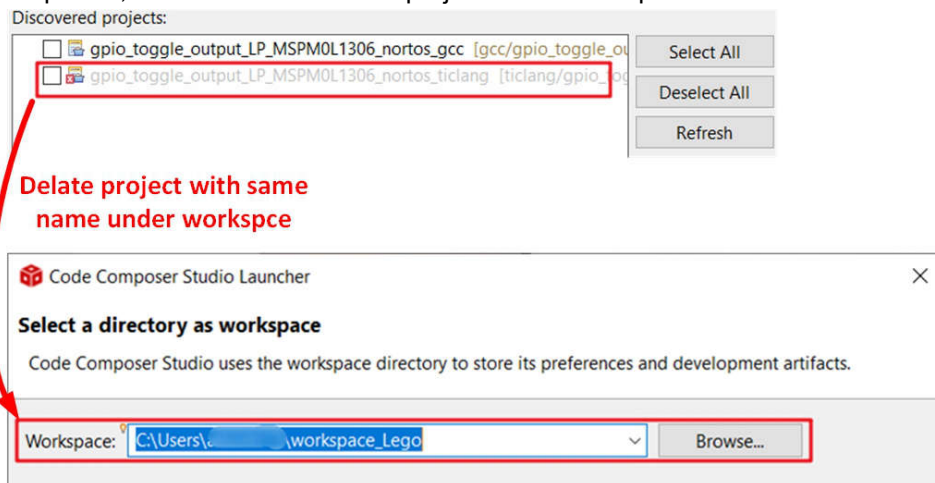 Discovered projects:
gpio_toggle_output_LP_MSPM0L1306_nortos_gcc [gcc/gpio_toggle_ou
Select All
gpio_toggle_output_LP_MSPM0L1306_nortos_ticlang [ticlang/gpio_tog
Deselect All
Refresh
Delate project with same
name under workspce
Code Composer Studio Launcher
Select a directory as workspace
Code Composer Studio uses the workspace directory to store its preferences and development artifacts.
Workspace: C:\Users\ \workspace_Lego Browse...